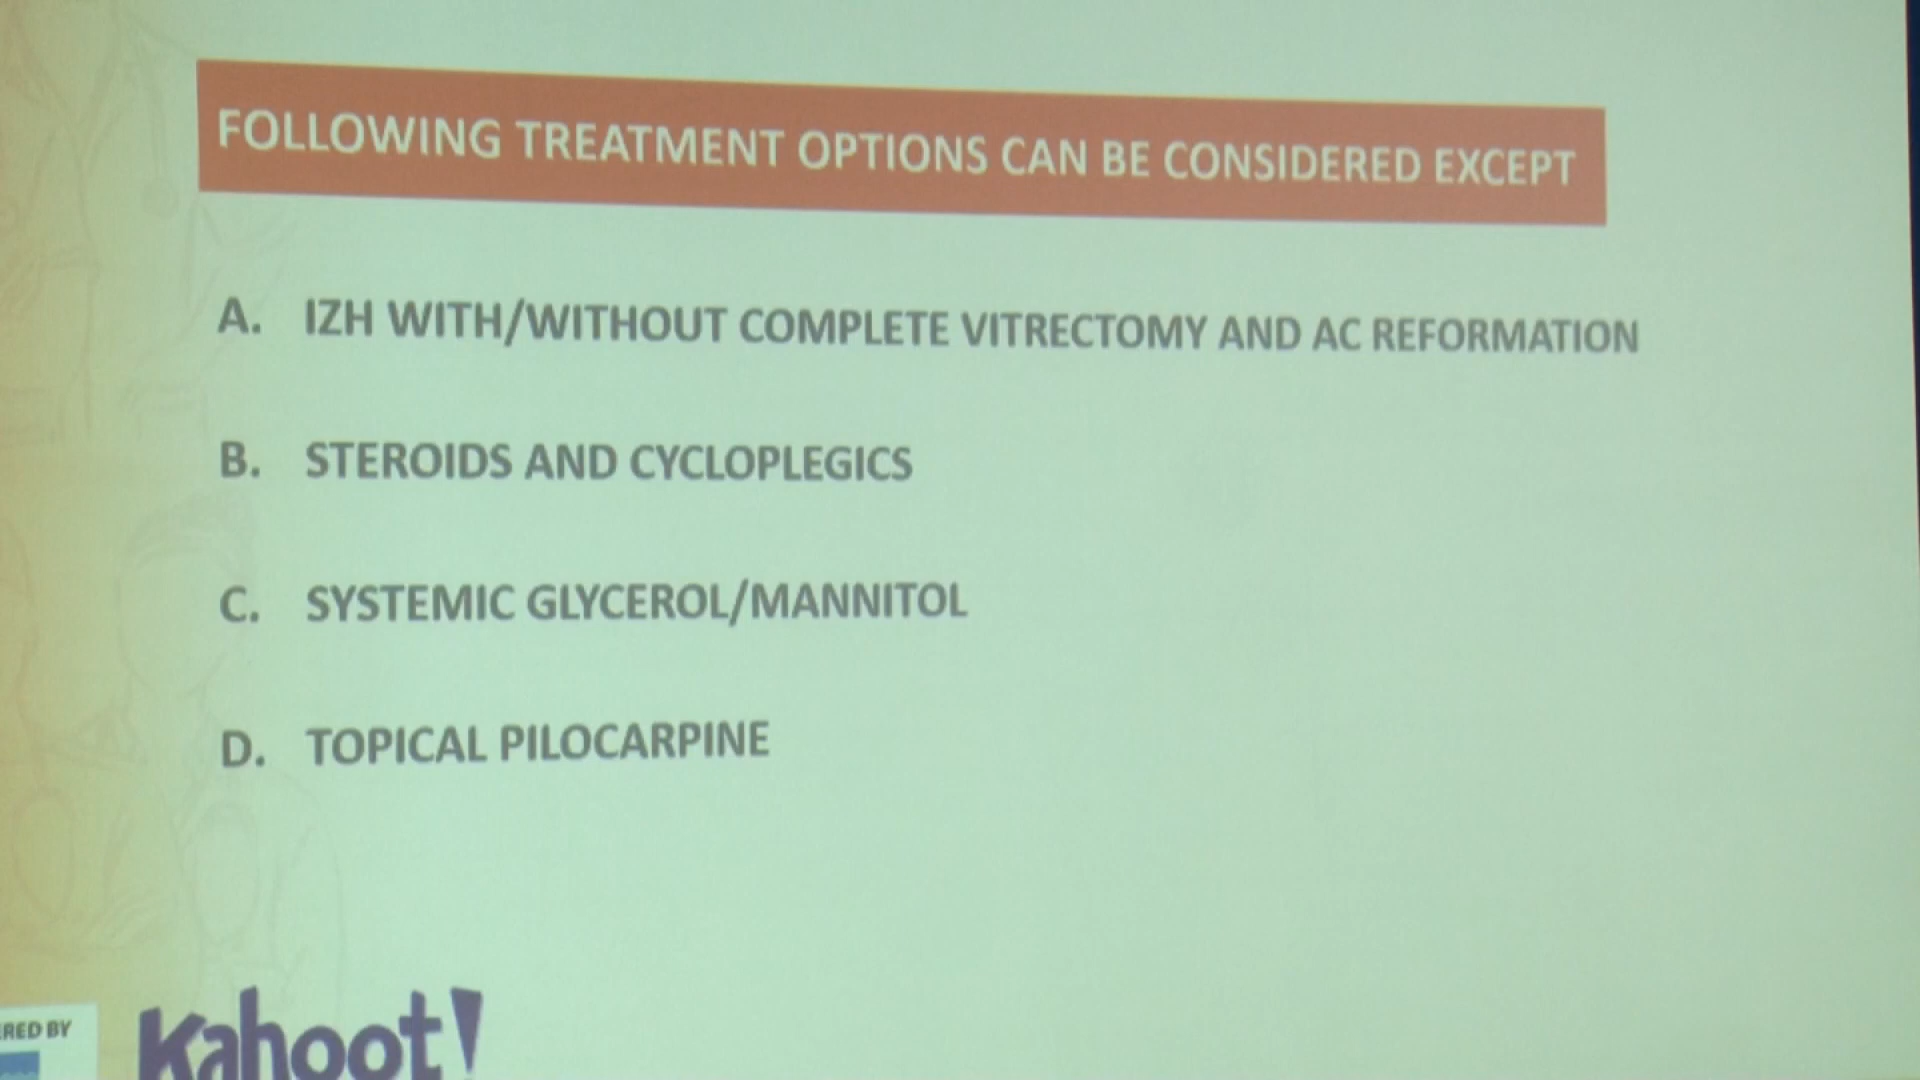 FOLLOWING TREATMENT OPTIONS CAN BE CONSIDERED EXCEPT
A. IZH WITH/WITHOUT COMPLETE VITRECTOMY AND AC REFORMATION
B. STEROIDS AND CYCLOPLEGICS
C. SYSTEMIC GLYCEROL/MANNITOL
D. TOPICAL PILOCARPINE
BY
Kahoot!